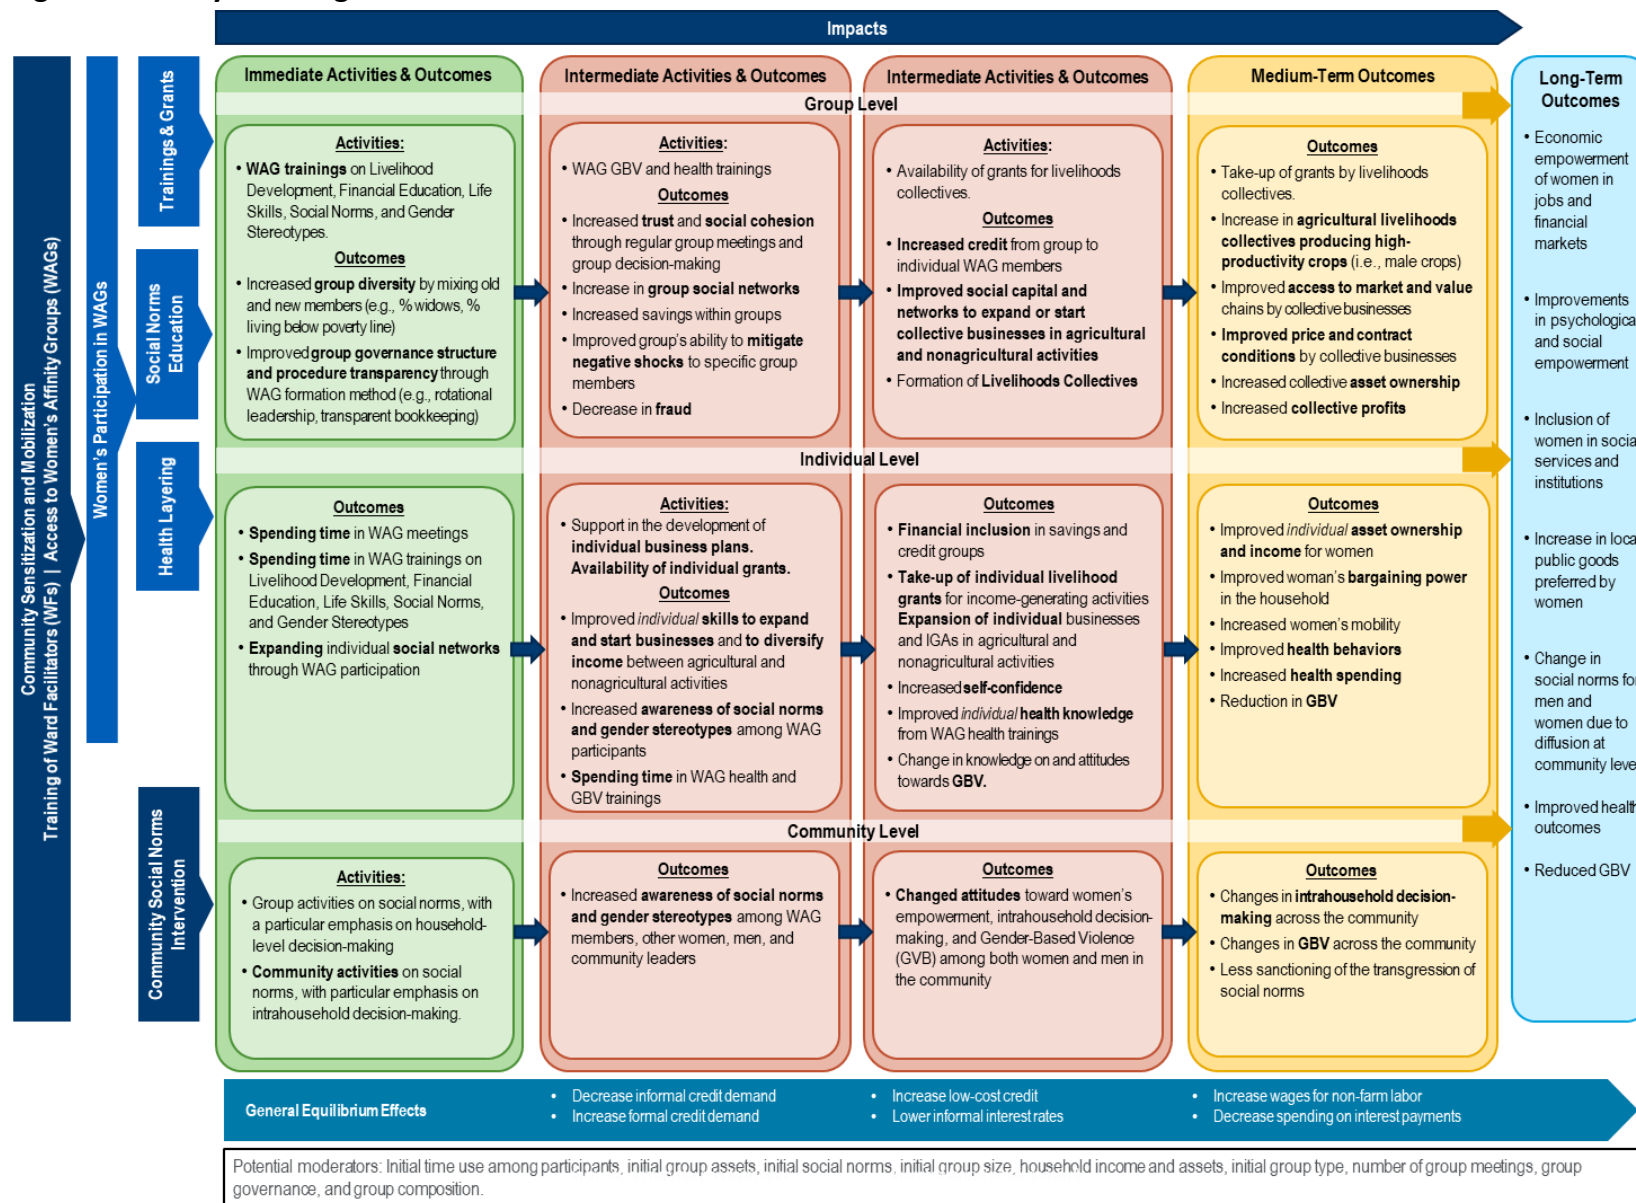 Impacts
Community Sensitization and Mobilization
Training of Ward Facilitators (WFs) | Access to Women's Affinity Groups (WAGs)
Women's Participation in WAGs
Trainings & Grants
Social Norms
Education
Health Layering
Community Social Norms
Intervention
Immediate Activities & Outcomes
Intermediate Activities & Outcomes
Intermediate Activities & Outcomes
Medium-Term Outcomes
Group Level
Activities:
• WAG trainings on Livelihood
Development, Financial Education, Life
Skills, Social Norms, and Gender
Stereotypes.
Outcomes
• Increased group diversity by mixing old
and new members (e.g., % widows, %
living below poverty line)
• Improved group governance structure
and procedure transparency through
WAG formation method (e.g., rotational
leadership, transparent bookkeeping)
Activities:
• WAG GBV and health trainings
Outcomes
• Increased trust and social cohesion
through regular group meetings and
group decision-making
• Increase in group social networks
• Increased savings within groups
• Improved group's ability to mitigate
negative shocks to specific group
members
• Decrease in fraud
Activities:
• Availability of grants for livelihoods
collectives.
Outcomes
• Increased credit from group to
individual WAG members
• Improved social capital and
networks to expand or start
collective businesses in agricultural
and nonagricultural activities
• Formation of Livelihoods Collectives
Outcomes
• Take-up of grants by livelihoods
collectives.
• Increase in agricultural livelihoods
collectives producing high-
productivity crops (i.e., male crops)
• Improved access to market and value
chains by collective businesses
• Improved price and contract
conditions by collective businesses
• Increased collective asset ownership
• Increased collective profits
Individual Level
Outcomes
• Spending time in WAG meetings
• Spending time in WAG trainings on
Livelihood Development, Financial
Education, Life Skills, Social Norms,
and Gender Stereotypes
• Expanding individual social networks
through WAG participation
Activities:
• Support in the development of
individual business plans.
Availability of individual grants.
Outcomes
• Improved individual skills to expand
and start businesses and to diversify
income between agricultural and
nonagricultural activities
• Increased awareness of social norms
and gender stereotypes among WAG
participants
• Spending time in WAG health and
GBV trainings
Outcomes
• Financial inclusion in savings and
credit groups
• Take-up of individual livelihood
grants for income-generating activities
Expansion of individual businesses
and IGAs in agricultural and
nonagricultural activities
• Increased self-confidence
• Improved individual health knowledge
from WAG health trainings
• Change in knowledge on and attitudes
towards GBV.
Outcomes
• Improved individual asset ownership
and income for women
• Improved woman's bargaining power
in the household
• Increased women's mobility
• Improved health behaviors
• Increased health spending
• Reduction in GBV
Community Level
Activities:
• Group activities on social norms, with
a particular emphasis on household-
level decision-making
• Community activities on social
norms, with particular emphasis on
intrahousehold decision-making.
Outcomes
• Increased awareness of social norms
and gender stereotypes among WAG
members, other women, men, and
community leaders
Outcomes
• Changed attitudes toward women's
empowerment, intrahousehold decision-
making, and Gender-Based Violence
(GVB) among both women and men in
the community
Outcomes
• Changes in intrahousehold decision-
making across the community
• Changes in GBV across the community
• Less sanctioning of the transgression of
social norms
Long-Term
Outcomes
• Economic
empowerment
of women in
jobs and
financial
markets
• Improvements
in psychologica
and social
empowerment
• Inclusion of
women in socia
services and
institutions
• Increase in loca
public goods
preferred by
women
• Change in
social norms for
men and
women due to
diffusion at
community leve
• Improved health
outcomes
• Reduced GBV
General Equilibrium Effects
• Decrease informal credit demand
• Increase formal credit demand
• Increase low-cost credit
• Lower informal interest rates
• Increase wages for non-farm labor
• Decrease spending on interest payments
Potential moderators: Initial time use among participants, initial group assets, initial social norms, initial group size, household income and assets, initial group type, number of group meetings, group
governance, and group composition.